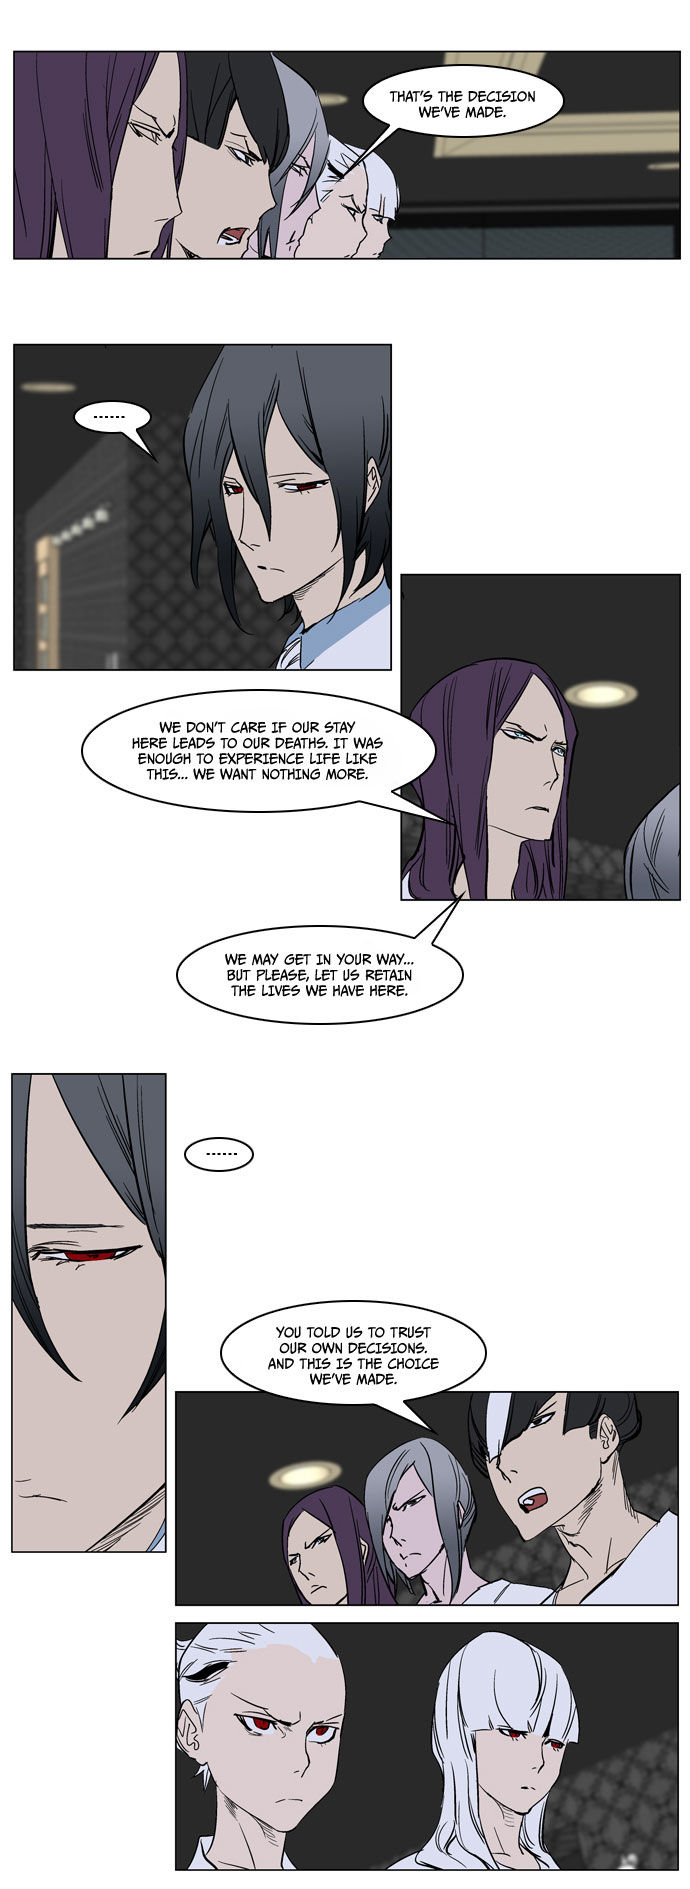 THAT'S THE DECISION
WE'VE MADE.
......
WE DON'T CARE IF OUR STAY
HERE LEADS TO OUR DEATHS. IT WAS
ENOUGH TO EXPERIENCE LIFE LIKE
THIS... WE WANT NOTHING MORE.
WE MAY GET IN YOUR WAY...
BUT PLEASE, LET US RETAIN
THE LIVES WE HAVE HERE.
......
YOU TOLD US TO TRUST
OUR OWN DECISIONS.
AND THIS IS THE CHOICE
WE'VE MADE.